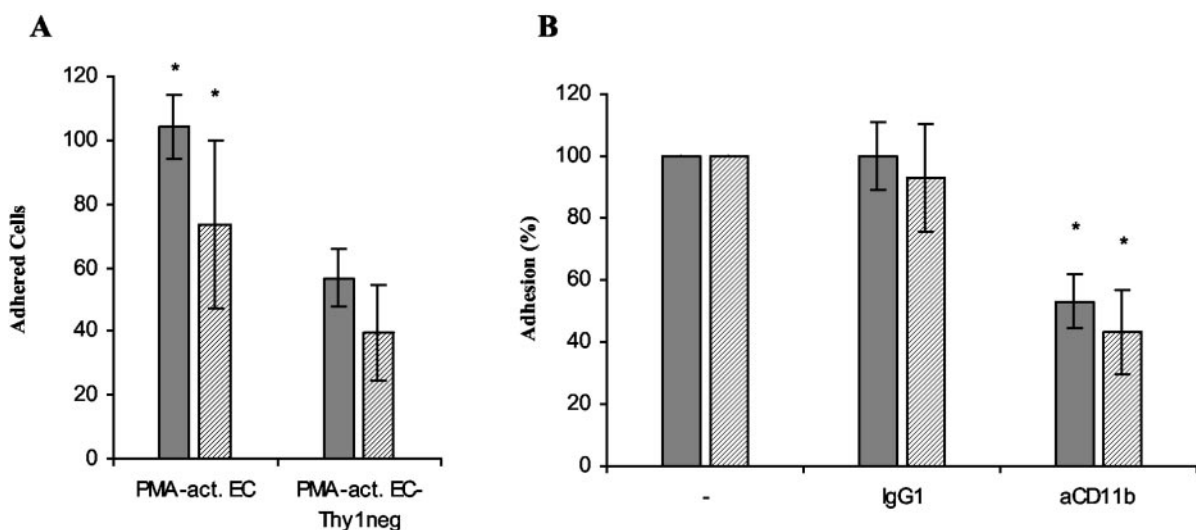 A
* *
Adhered Cells
120
100
80
60
40
20
0
PMA-act. EC PMA-act. EC-
Thy1neg
B
Adhesion (%)
120
100
80
60
40
20
0
* *
- IgG1 aCD11b